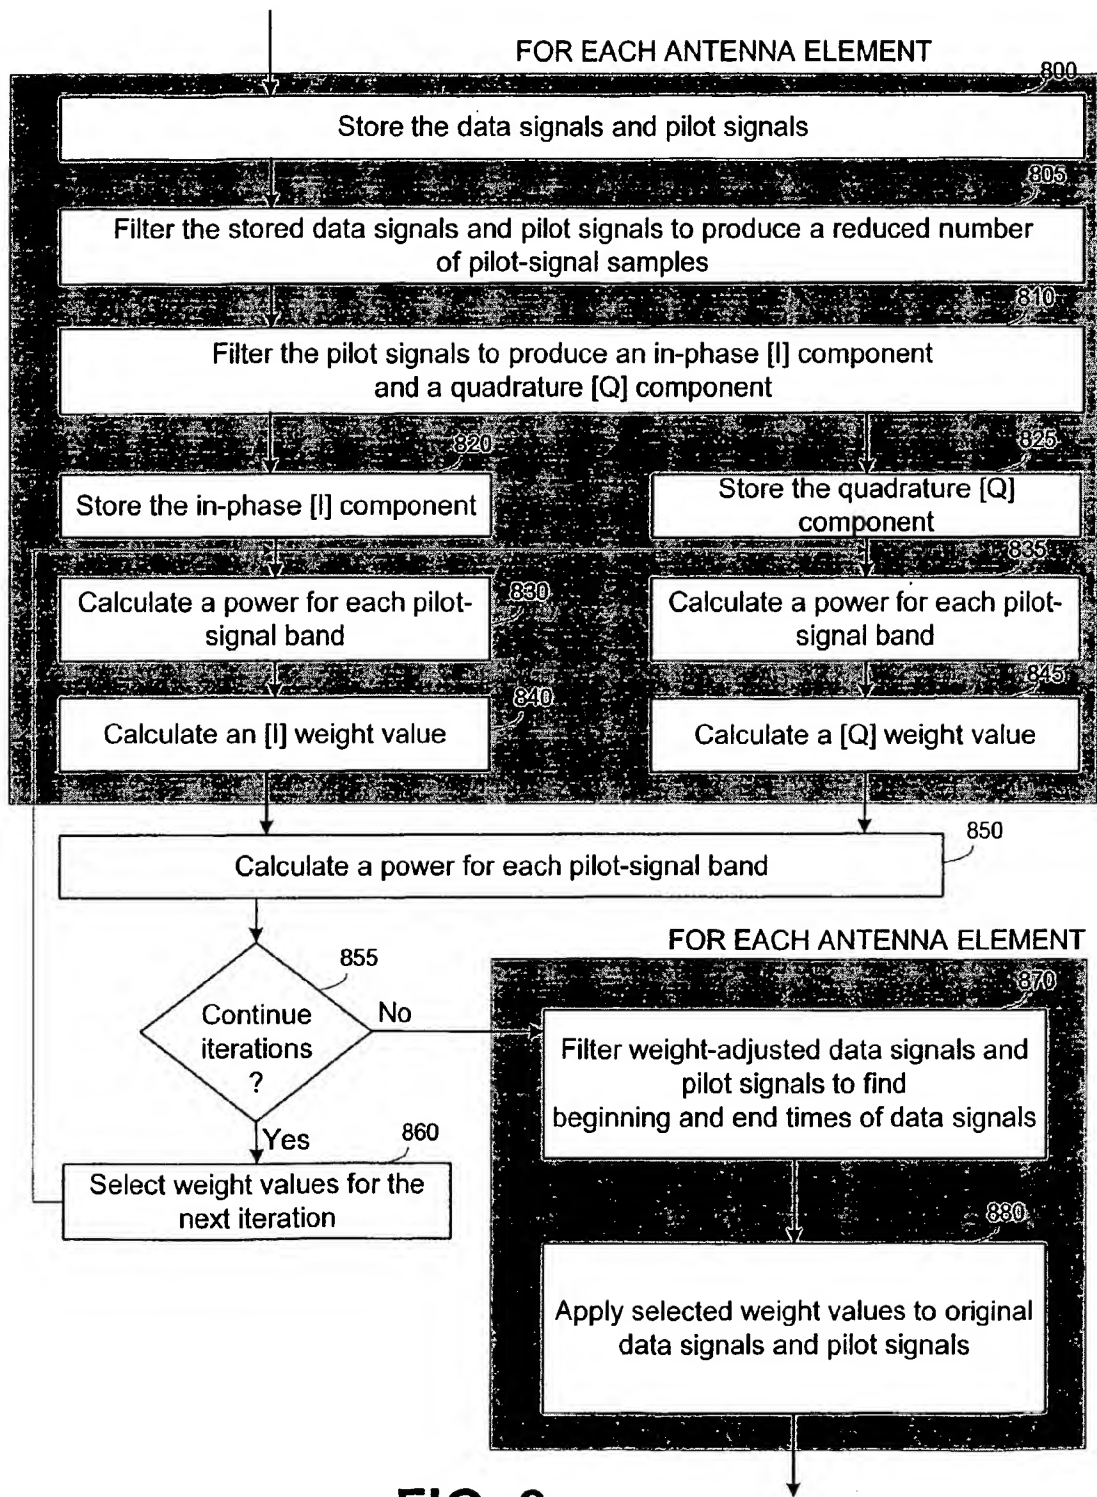 FOR EACH ANTENNA ELEMENT
800
Store the data signals and pilot signals
805
Filter the stored data signals and pilot signals to produce a reduced number
of pilot-signal samples
810
Filter the pilot signals to produce an in-phase [I] component
and a quadrature [Q] component
820
825
Store the in-phase [I] component
Store the quadrature [Q]
component
835
Calculate a power for each pilot-
signal band
830
Calculate a power for each pilot-
signal band
845
Calculate an [I] weight value
840
Calculate a [Q] weight value
850
Calculate a power for each pilot-signal band
FOR EACH ANTENNA ELEMENT
855
Continue
iterations
?
No
870
Filter weight-adjusted data signals and
pilot signals to find
beginning and end times of data signals
Yes
860
Select weight values for the
next iteration
880
Apply selected weight values to original
data signals and pilot signals